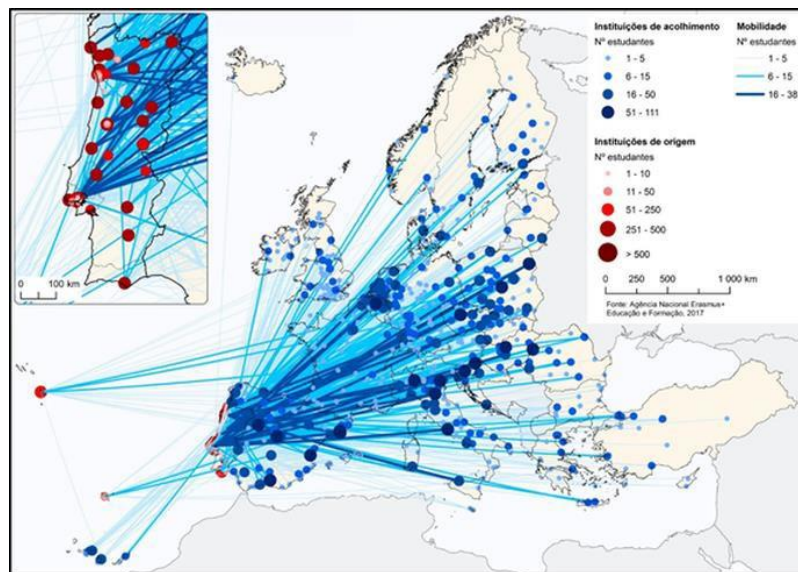 Instituições de acolhimento
Nº estudantes
1 - 5
6 - 15
16 - 50
51 - 111
Instituições de origem
Nº estudantes
1 - 10
11 - 50
51 - 250
251 - 500
> 500
Mobilidade
Nº estudantes
1 - 5
6 - 15
16 - 38
0 250 500 1 000 km
Fonte: Agência Nacional Erasmus+
Educação e Formação, 2017
0 100 km